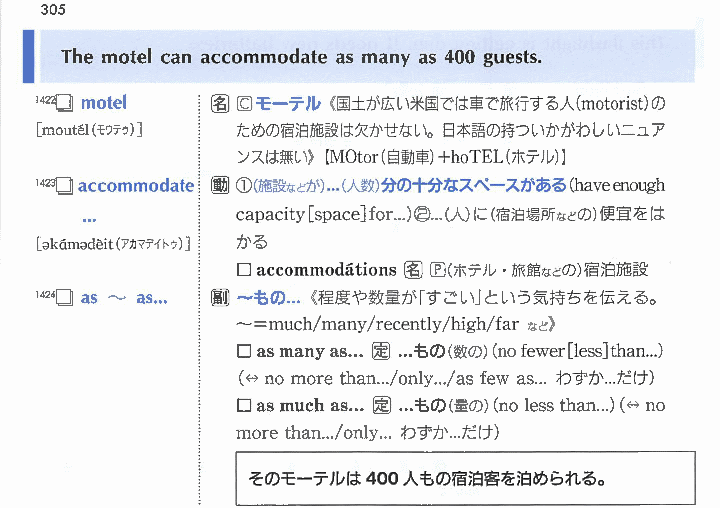 305
The motel can accommodate as many as 400 guests.
1422 □ motel
[moutél(モウテゥ)]
名 C モーテル《国土が広い米国では車で旅行する人(motorist)の
ための宿泊施設は欠かせない。日本語の持ついかがわしいニュア
ンスは無い》【MOtor(自動車)+hoTEL(ホテル)】
1423 □ accommodate
...
[əkɑ́mədèit(アカマデイトゥ)]
動 ①(施設などが)...(人数)分の十分なスペースがある(have enough
capacity[space]for...)②...(人)に(宿泊場所などの)便宜をは
かる
□ accommodátions 名 P(ホテル・旅館などの)宿泊施設
1424 □ as ～ as...
副 ～もの...《程度や数量が「すごい」という気持ちを伝える。
～=much/many/recently/high/far など》
□ as many as... 定 ...もの(数の)(no fewer[less]than...)
(⇔ no more than.../only.../as few as... わずか...だけ)
□ as much as... 定 ...もの(量の)(no less than...)(⇔ no
more than.../only... わずか...だけ)
そのモーテルは 400 人もの宿泊客を泊められる。